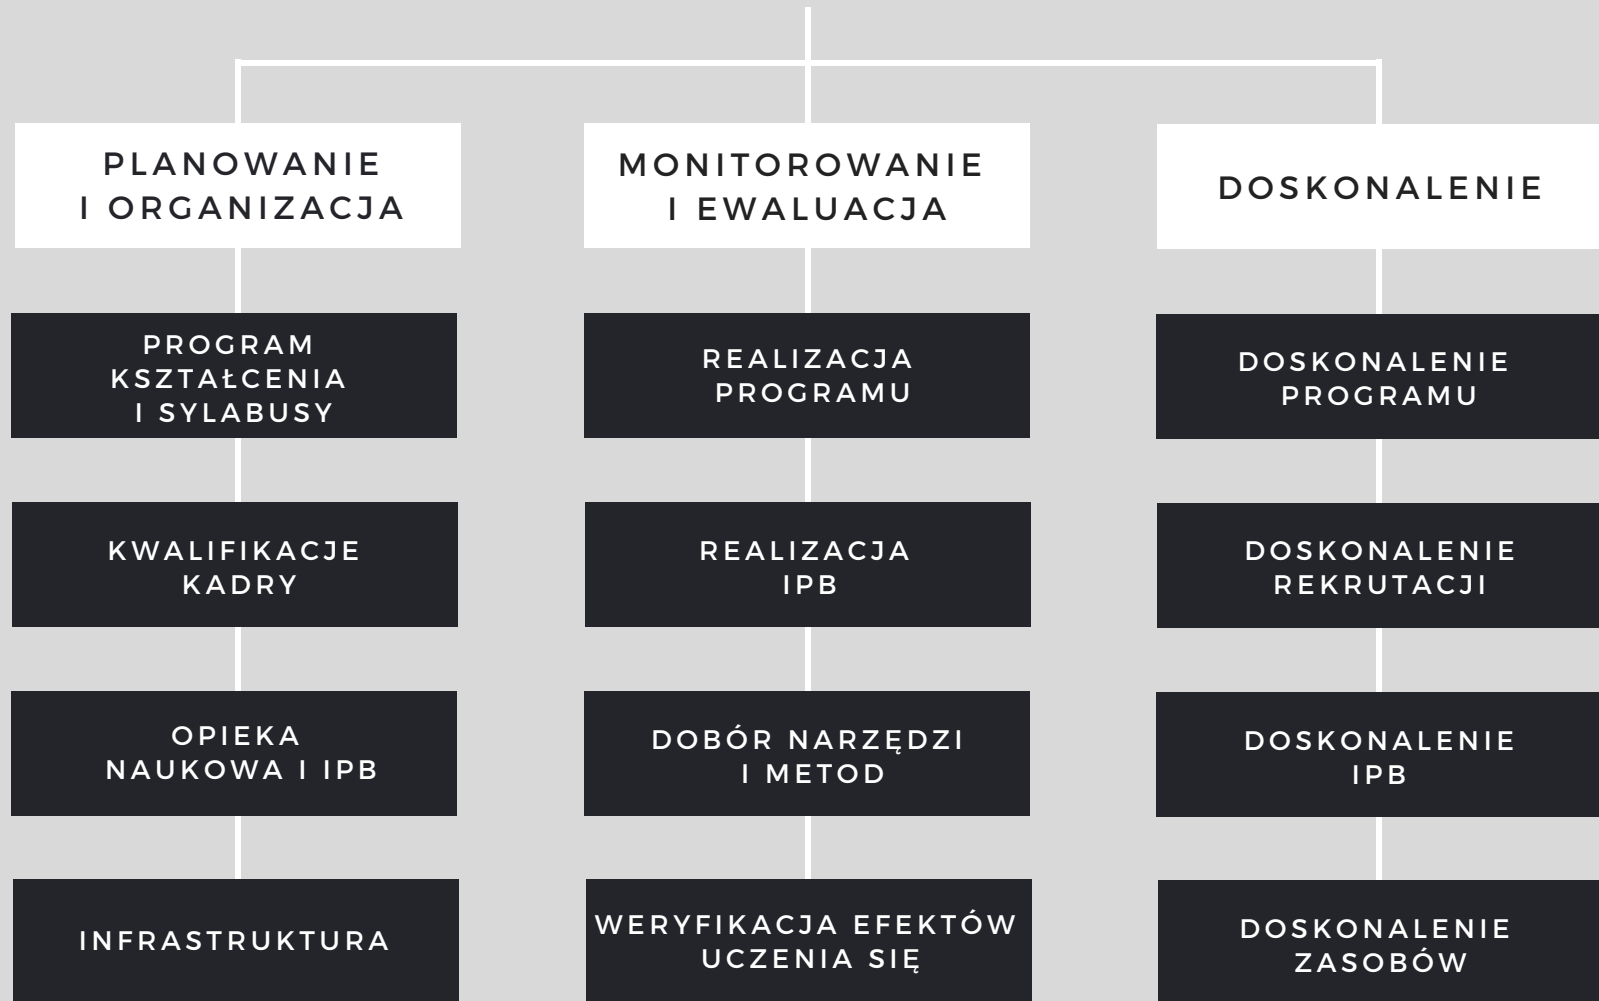 PLANOWANIE
I ORGANIZACJA
PROGRAM
KSZTAŁCENIA
I SYLABUSY
KWALIFIKACJE
KADRY
OPIEKA
NAUKOWA I IPB
INFRASTRUKTURA
MONITOROWANIE
I EWALUACJA
REALIZACJA
PROGRAMU
REALIZACJA
IPB
DOBÓR NARZĘDZI
I METOD
WERYFIKACJA EFEKTÓW
UCZENIA SIĘ
DOSKONALENIE
DOSKONALENIE
PROGRAMU
DOSKONALENIE
REKRUTACJI
DOSKONALENIE
IPB
DOSKONALENIE
ZASOBÓW